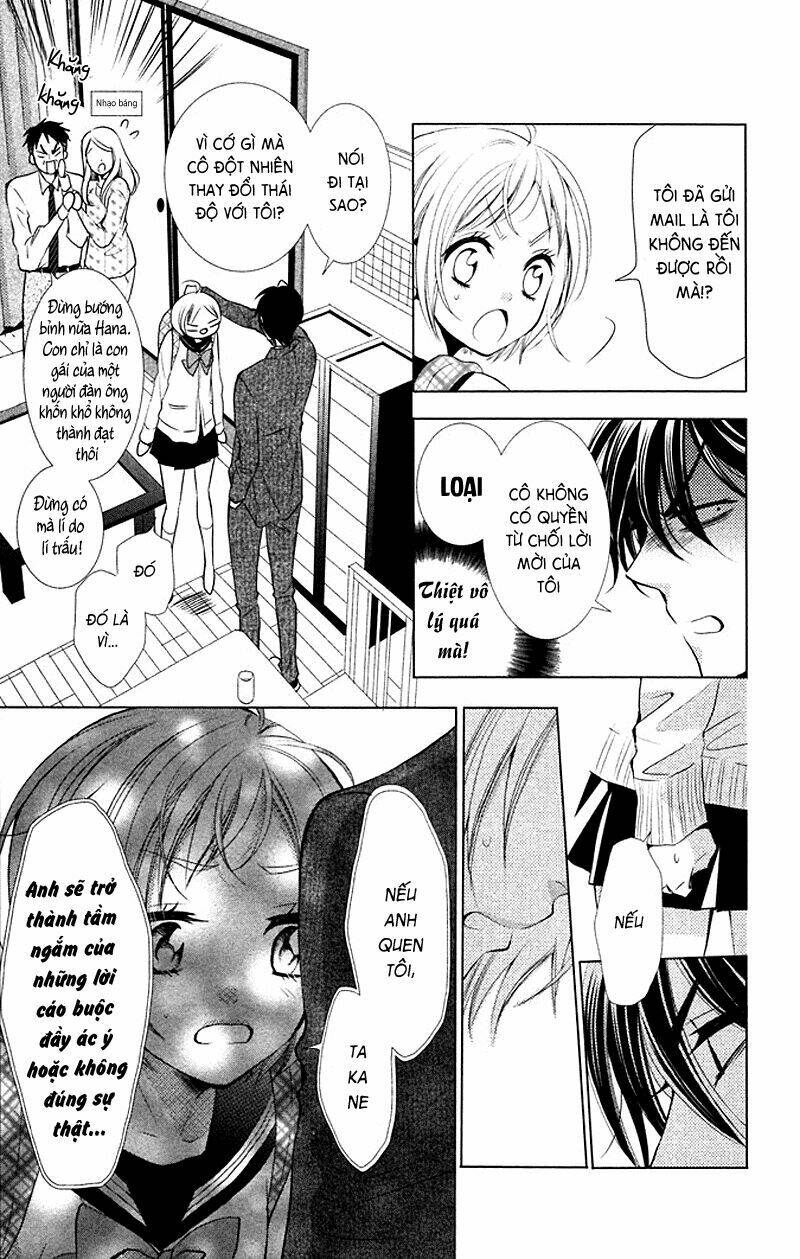 TÔI ĐÃ GỬI
MAIL LÀ TÔI
KHÔNG ĐẾN
ĐƯỢC RỒI
MÀ!?
CÔ KHÔNG
CÓ QUYỀN
TỪ CHỐI LỜI
MỜI CỦA
TÔI
LOẠI
Thiệt vô
lý quá
mà!
NÓI
ĐI TẠI
SAO?
VÌ CỚ GÌ MÀ
CÔ ĐỘT NHIÊN
THAY ĐỔI THÁI
ĐỘ VỚI TÔI?
Khăng
khăng
Nhạo báng
Đừng bướng
bỉnh nữa Hana.
Con chỉ là con
gái của một
người đàn ông
khốn khổ không
thành đạt
thôi
Đừng có
mà lí do
lí trấu!
ĐÓ
ĐÓ LÀ
VÌ...
NẾU
NẾU
ANH
QUEN
TÔI,
TA
KA
NE
Anh sẽ trở
thành tầm
ngắm của
những lời
cáo buộc
đầy ác ý
hoặc không
đúng sự
thật...